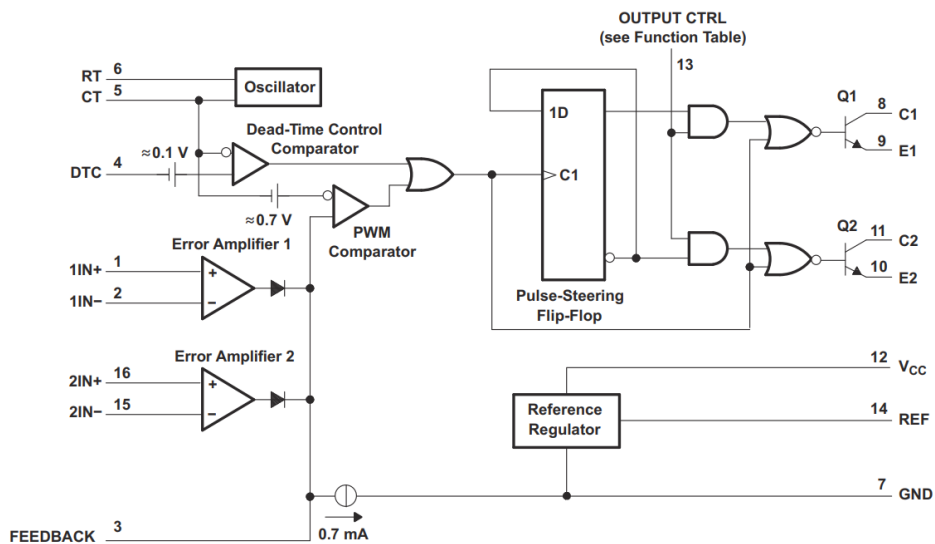 OUTPUT CTRL
(see Function Table)
13
RT 6
CT 5
Oscillator
Dead-Time Control
Comparator
≈0.1 V
DTC 4
≈0.7 V
PWM
Comparator
1D
C1
Pulse-Steering
Flip-Flop
Q1
8 C1
9 E1
Q2
11 C2
10 E2
Error Amplifier 1
1IN+ 1
+
1IN− 2
−
Error Amplifier 2
2IN+ 16
+
2IN− 15
−
12 VCC
Reference
Regulator
14 REF
7 GND
0.7 mA
FEEDBACK 3